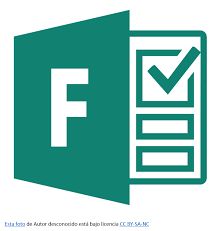 F
Esta foto de Autor desconocido está bajo licencia CC BY-SA-NC